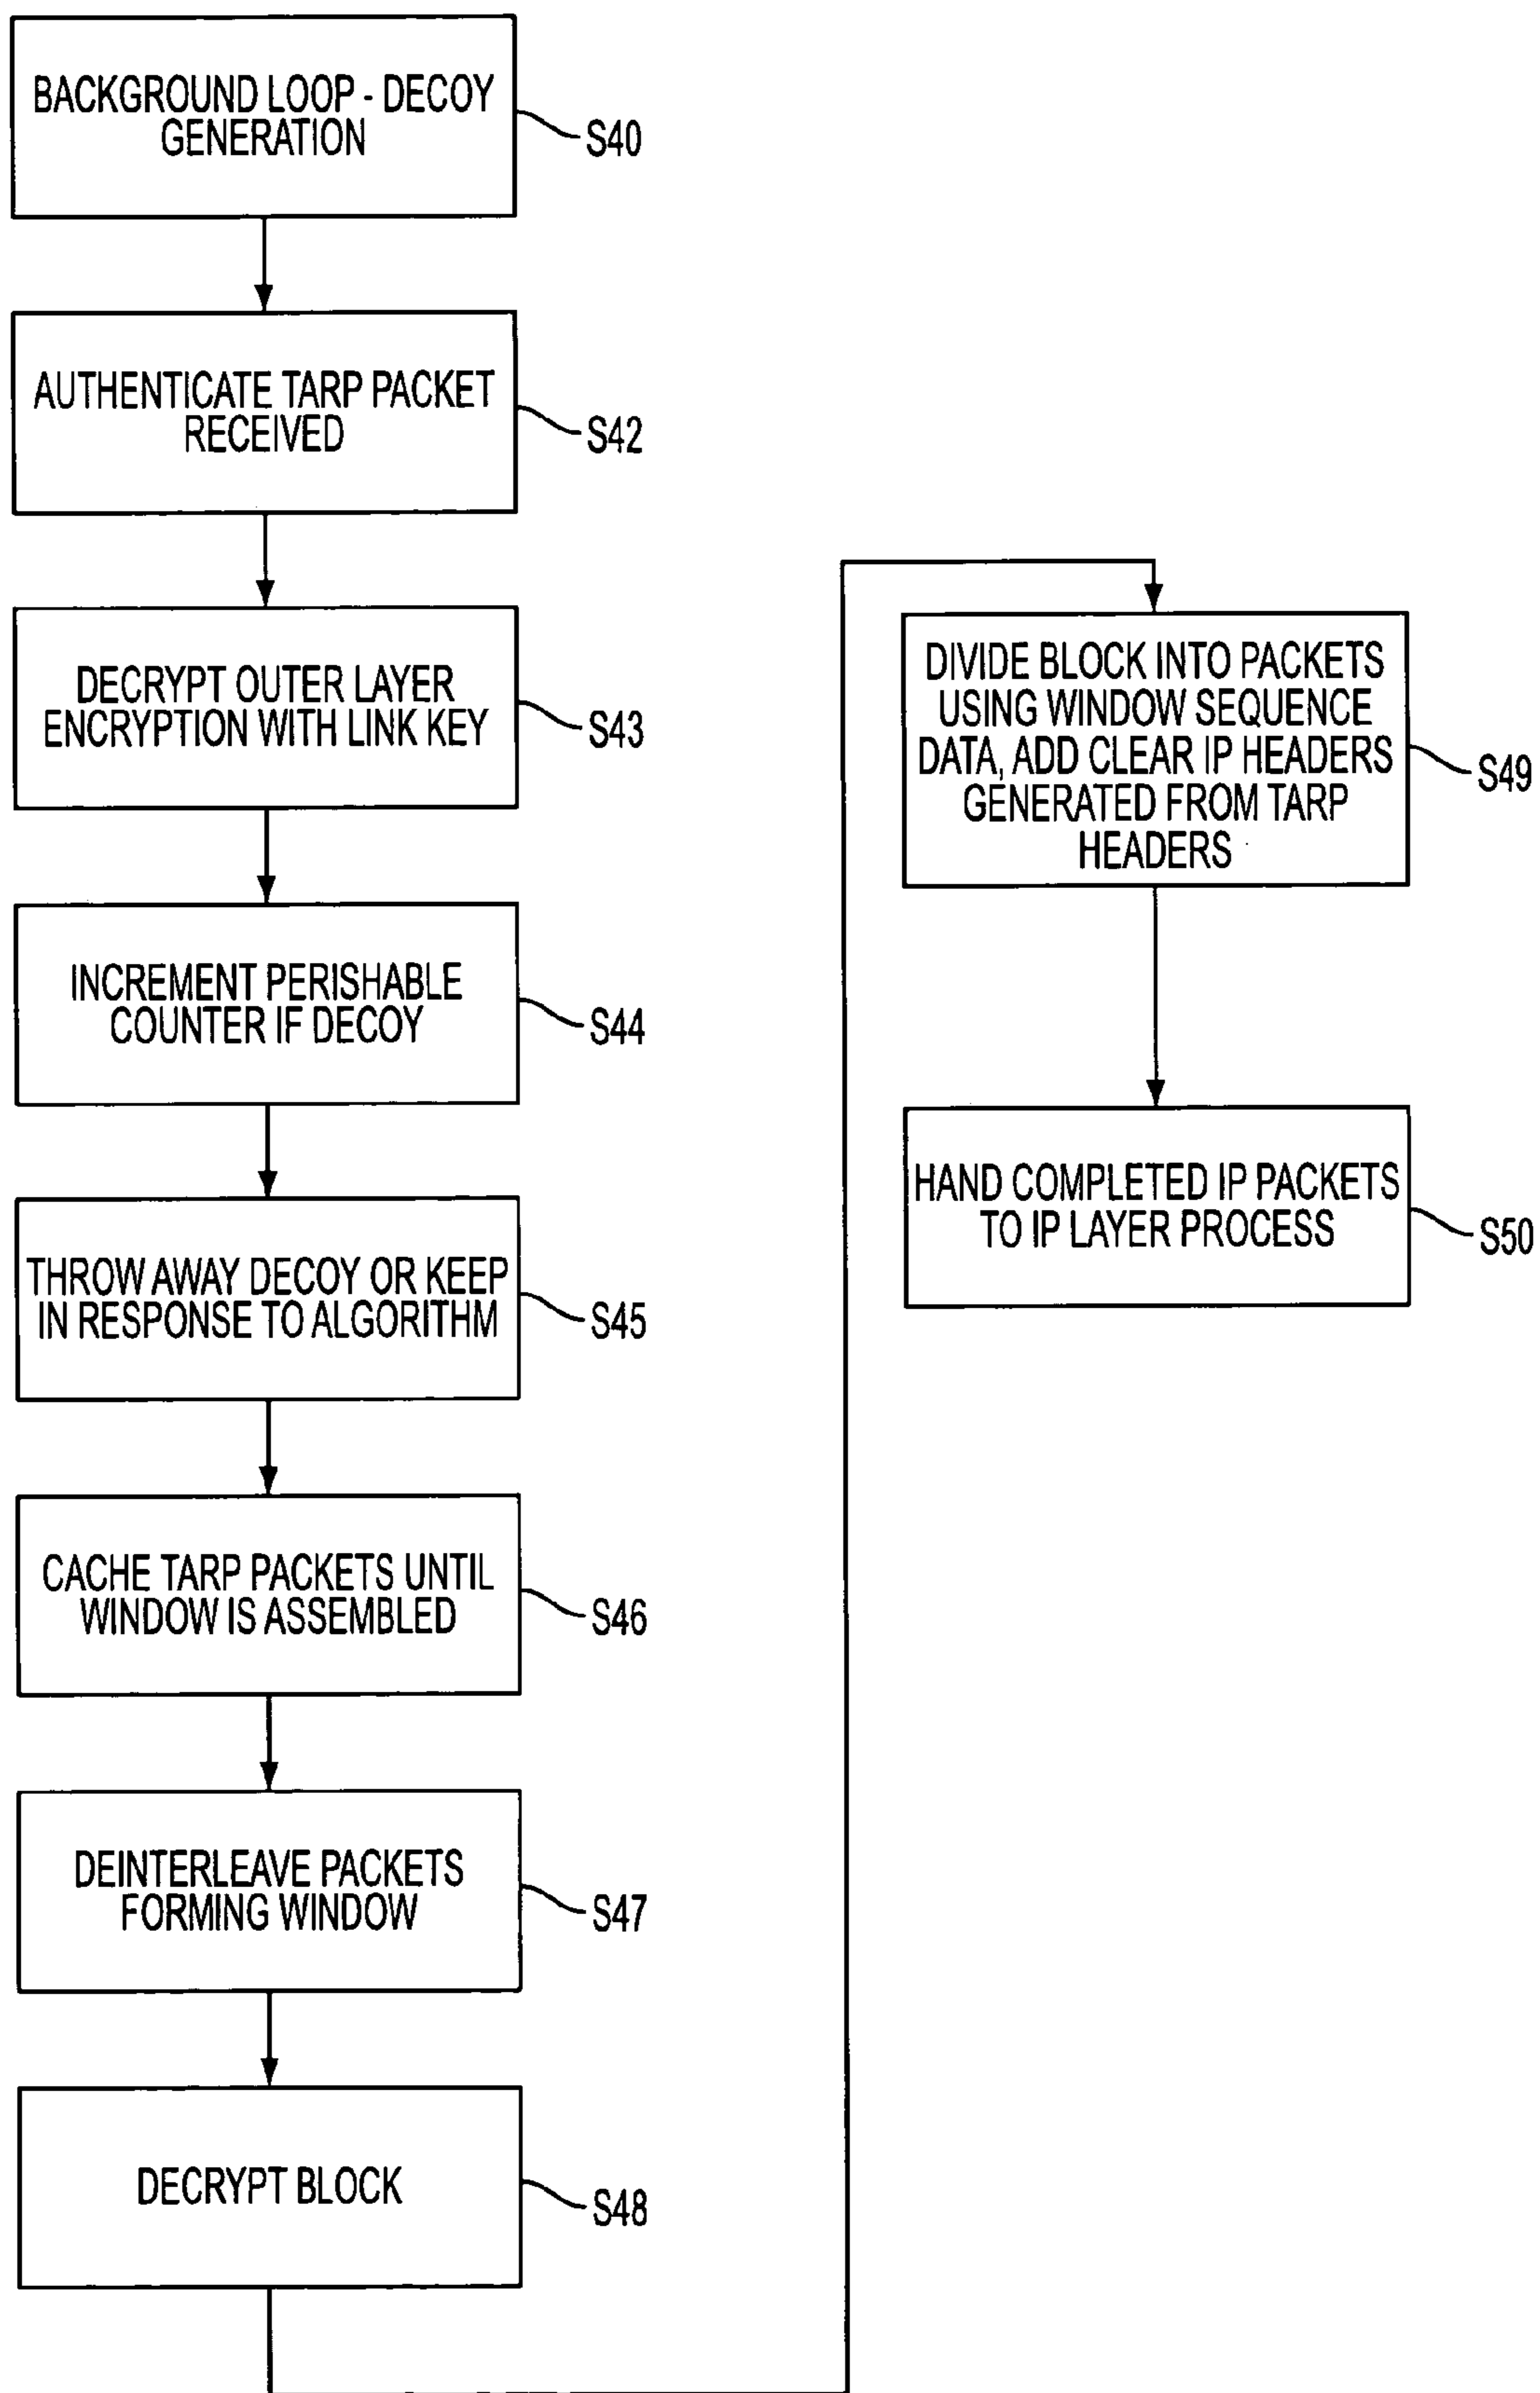 BACKGROUND LOOP - DECOY
GENERATION
S40
AUTHENTICATE TARP PACKET
RECEIVED
S42
DECRYPT OUTER LAYER
ENCRYPTION WITH LINK KEY
S43
INCREMENT PERISHABLE
COUNTER IF DECOY
S44
THROW AWAY DECOY OR KEEP
IN RESPONSE TO ALGORITHM
S45
CACHE TARP PACKETS UNTIL
WINDOW IS ASSEMBLED
S46
DEINTERLEAVE PACKETS
FORMING WINDOW
S47
DECRYPT BLOCK
S48
DIVIDE BLOCK INTO PACKETS
USING WINDOW SEQUENCE
DATA, ADD CLEAR IP HEADERS
GENERATED FROM TARP
HEADERS
S49
HAND COMPLETED IP PACKETS
TO IP LAYER PROCESS
S50